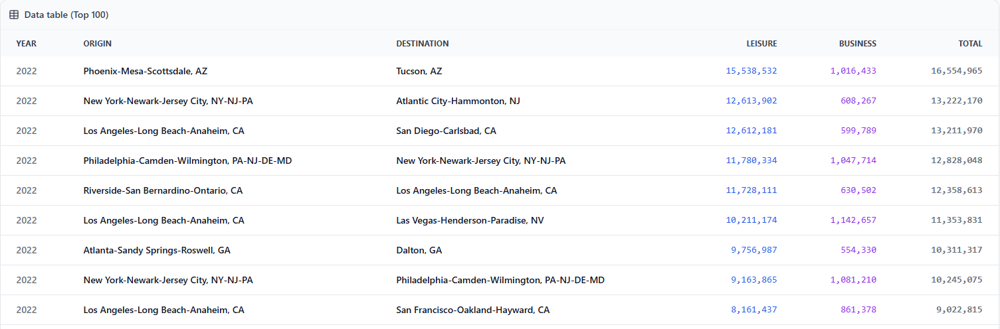 Data table (Top 100)
YEAR ORIGIN DESTINATION LEISURE BUSINESS TOTAL
2022 Phoenix-Mesa-Scottsdale, AZ Tucson, AZ 15,538,532 1,016,433 16,554,965
2022 New York-Newark-Jersey City, NY-NJ-PA Atlantic City-Hammonton, NJ 12,613,902 608,267 13,222,170
2022 Los Angeles-Long Beach-Anaheim, CA San Diego-Carlsbad, CA 12,612,181 599,789 13,211,970
2022 Philadelphia-Camden-Wilmington, PA-NJ-DE-MD New York-Newark-Jersey City, NY-NJ-PA 11,780,334 1,047,714 12,828,048
2022 Riverside-San Bernardino-Ontario, CA Los Angeles-Long Beach-Anaheim, CA 11,728,111 630,502 12,358,613
2022 Los Angeles-Long Beach-Anaheim, CA Las Vegas-Henderson-Paradise, NV 10,211,174 1,142,657 11,353,831
2022 Atlanta-Sandy Springs-Roswell, GA Dalton, GA 9,756,987 554,330 10,311,317
2022 New York-Newark-Jersey City, NY-NJ-PA Philadelphia-Camden-Wilmington, PA-NJ-DE-MD 9,163,865 1,081,210 10,245,075
2022 Los Angeles-Long Beach-Anaheim, CA San Francisco-Oakland-Hayward, CA 8,161,437 861,378 9,022,815